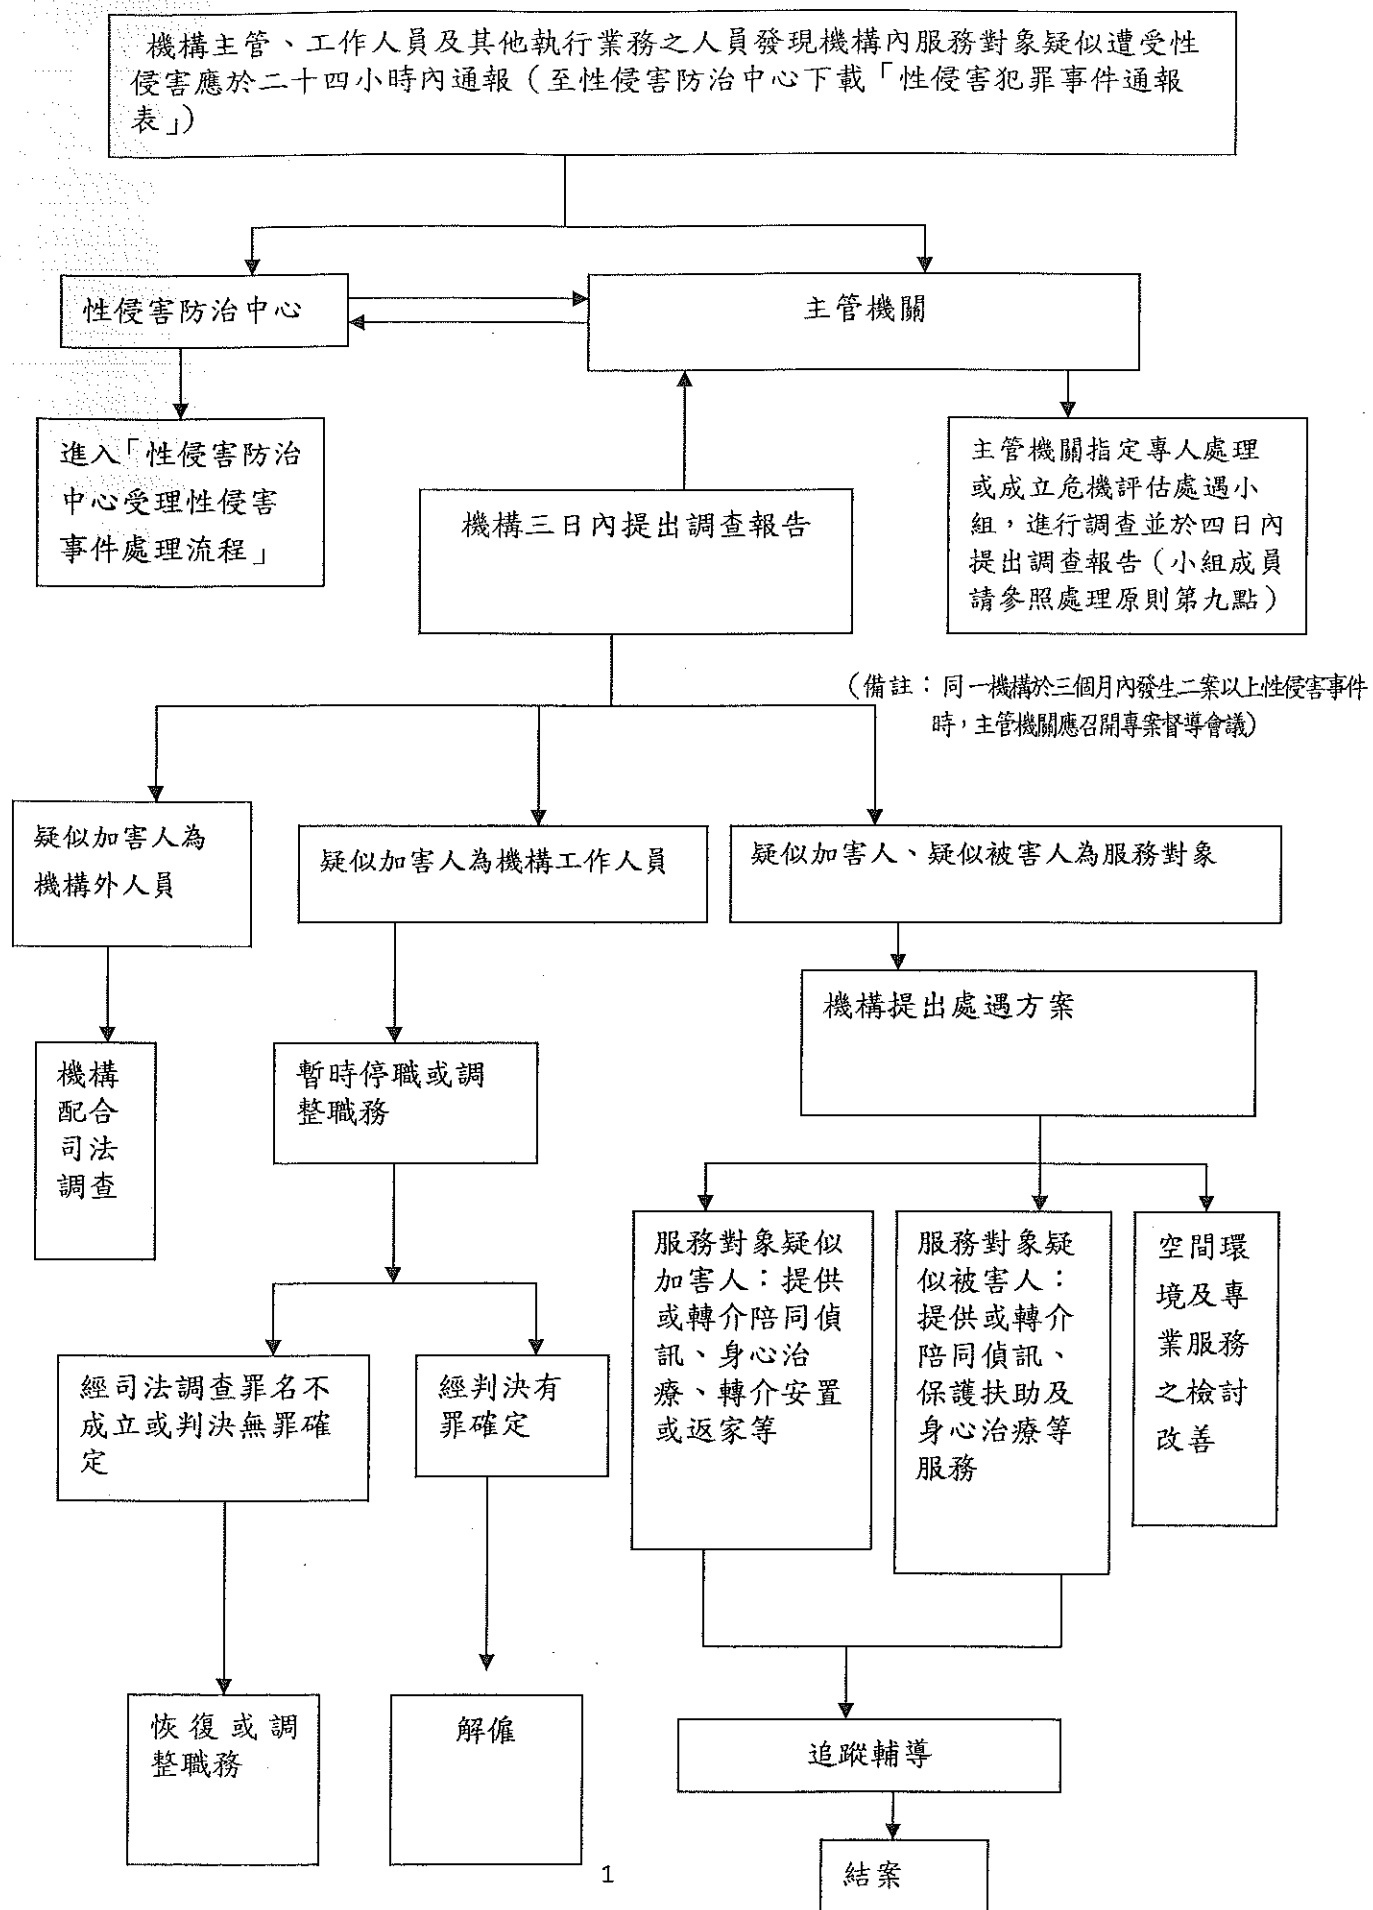 機構主管、工作人員及其他執行業務之人員發現機構內服務對象疑似遭受性
侵害應於二十四小時內通報（至性侵害防治中心下載「性侵害犯罪事件通報
表」）
性侵害防治中心
主管機關
進入「性侵害防治
中心受理性侵害
事件處理流程」
機構三日內提出調查報告
主管機關指定專人處理
或成立危機評估處遇小
組，進行調查並於四日內
提出調查報告（小組成員
請參照處理原則第九點）
（備註：同一機構於三個月內發生二案以上性侵害事件
時，主管機關應召開專案督導會議）
疑似加害人為
機構外人員
疑似加害人為機構工作人員
疑似加害人、疑似被害人為服務對象
機構
配合
司法
調查
暫時停職或調
整職務
機構提出處遇方案
服務對象疑似
加害人：提供
或轉介陪同偵
訊、身心治
療、轉介安置
或返家等
服務對象疑
似被害人：
提供或轉介
陪同偵訊、
保護扶助及
身心治療等
服務
空間環
境及專
業服務
之檢討
改善
經司法調查罪名不
成立或判決無罪確
定
經判決有
罪確定
恢復或調
整職務
解僱
追蹤輔導
結案
1